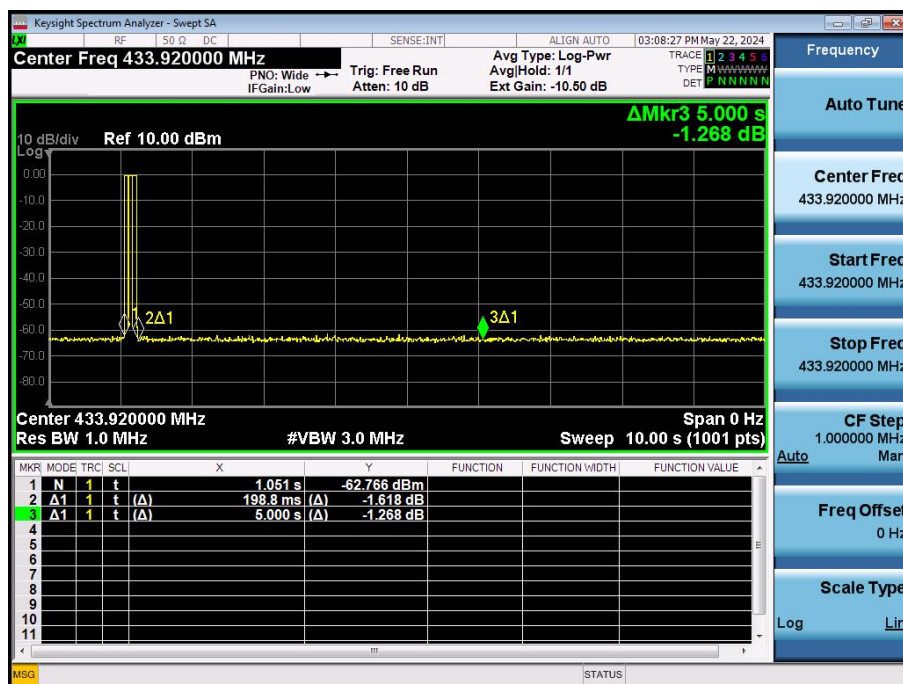 Keysight Spectrum Analyzer - Swept SA
LXI RF 50 Ω DC SENSE:INT ALIGN AUTO 03:08:27 PM May 22, 2024
Center Freq 433.920000 MHz
PNO: Wide
IFGain:Low
Trig: Free Run
Atten: 10 dB
Avg Type: Log-Pwr
Avg|Hold: 1/1
Ext Gain: -10.50 dB
TRACE 1 2 3 4 5 6
TYPE M W W W W W
DET P N N N N N
ΔMkr3 5.000 s
-1.268 dB
10 dB/div Ref 10.00 dBm
Log
0.00
-10.0
-20.0
-30.0
-40.0
-50.0
-60.0
-70.0
-80.0
1
2Δ1
3Δ1
Center 433.920000 MHz Span 0 Hz
Res BW 1.0 MHz #VBW 3.0 MHz Sweep 10.00 s (1001 pts)
MKR MODE TRC SCL X Y FUNCTION FUNCTION WIDTH FUNCTION VALUE
1 N 1 t 1.051 s -62.766 dBm
2 Δ1 1 t (Δ) 198.8 ms (Δ) -1.618 dB
3 Δ1 1 t (Δ) 5.000 s (Δ) -1.268 dB
4
5
6
7
8
9
10
11
MSG STATUS
Frequency
Auto Tune
Center Freq
433.920000 MHz
Start Freq
433.920000 MHz
Stop Freq
433.920000 MHz
CF Step
1.000000 MHz
Auto Man
Freq Offset
0 Hz
Scale Type
Log Lin